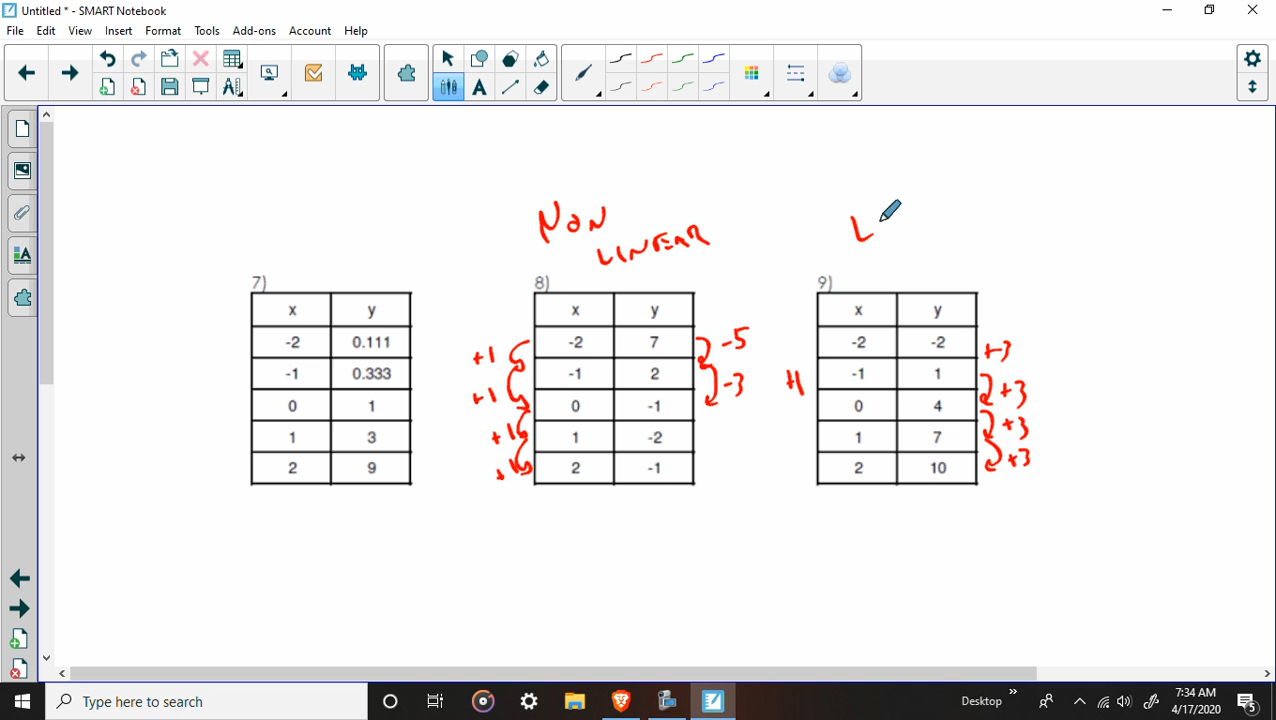 Untitled * - SMART Notebook
File Edit View Insert Format Tools Add-ons Account Help
NON
LINEAR
L
7)
x y
-2 0.111
-1 0.333
0 1
1 3
2 9
8)
x y
-2 7
-1 2
0 -1
1 -2
2 -1
+1
+1
+1
+1
-5
-3
9)
x y
-2 -2
-1 1
0 4
1 7
2 10
+1
+3
+3
+3
+3
Type here to search
Desktop
7:34 AM
4/17/2020
5